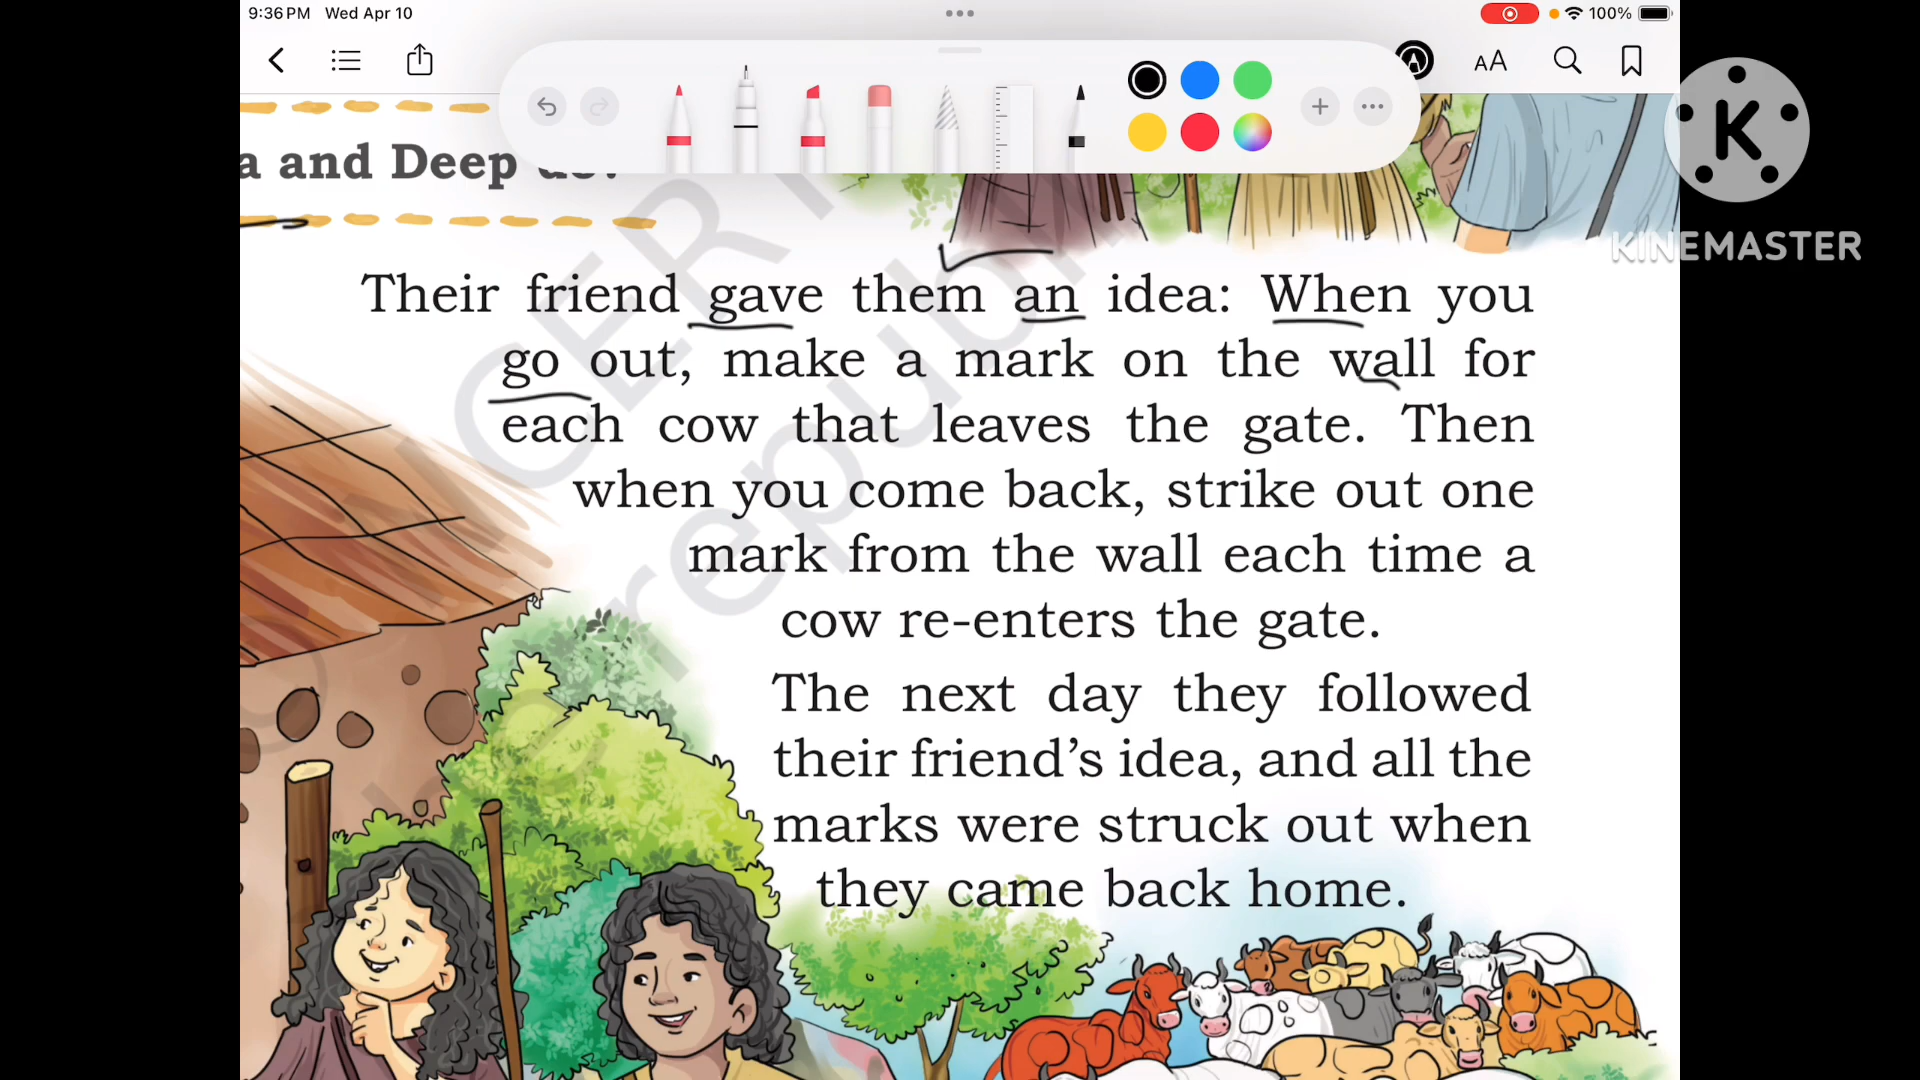 9:36 PM Wed Apr 10
100%
AA
K
KINEMASTER
a and Deep
Their friend gave them an idea: When you
go out, make a mark on the wall for
each cow that leaves the gate. Then
when you come back, strike out one
mark from the wall each time a
cow re-enters the gate.
The next day they followed
their friend’s idea, and all the
marks were struck out when
they came back home.